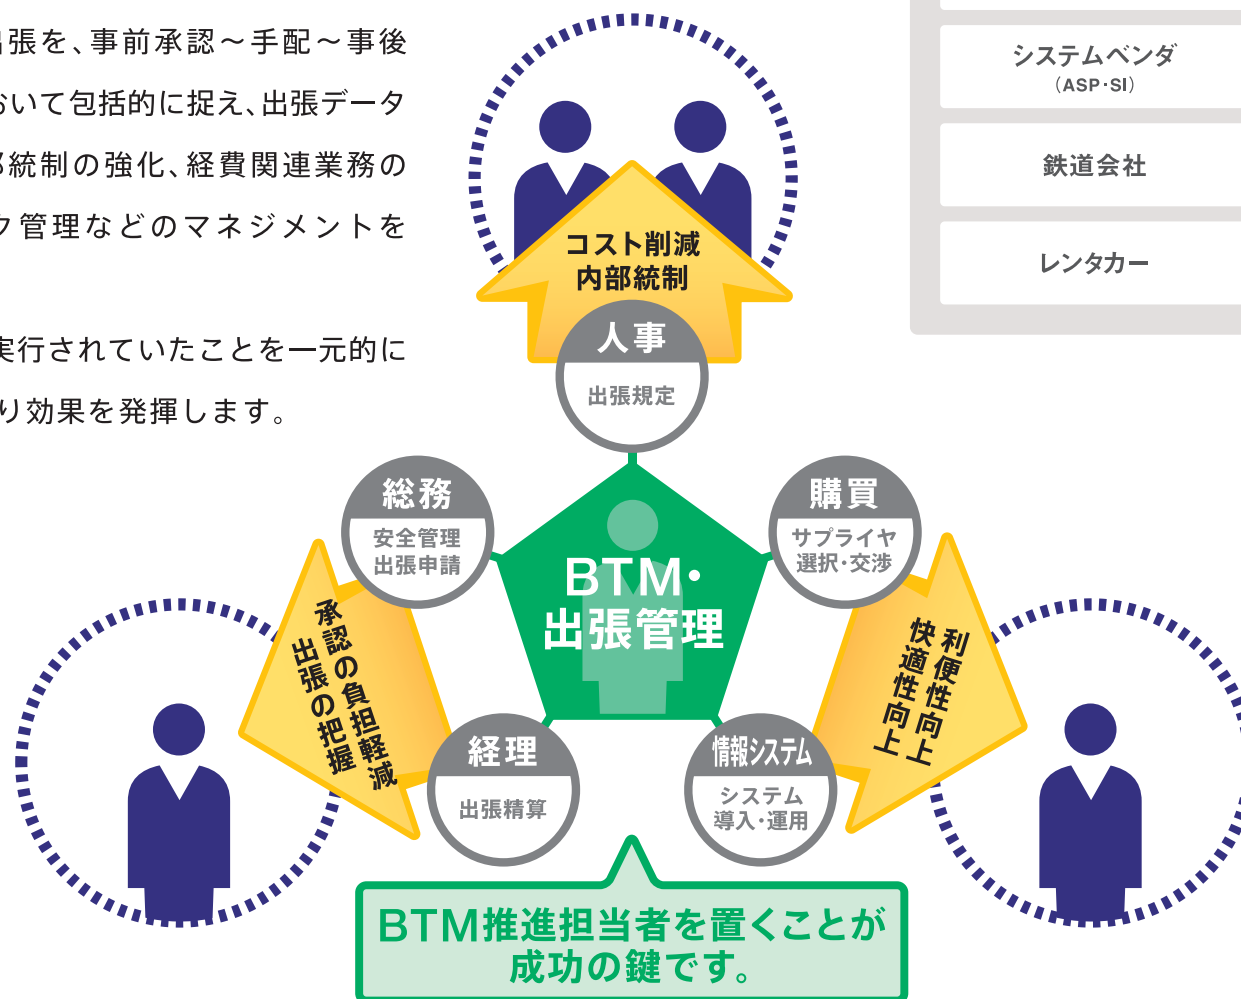 出張を、事前承認～手配～事後
おいて包括的に捉え、出張データ
部統制の強化、経費関連業務の
ク管理などのマネジメントを
実行されていたことを一元的に
り効果を発揮します。
システムベンダ
(ASP・SI)
鉄道会社
レンタカー
コスト削減
内部統制
人事
出張規定
総務
安全管理
出張申請
購買
サプライヤ
選択・交渉
BTM・
出張管理
承認の負担軽減
出張の把握
利便性向上
快適性向上
経理
出張精算
情報システム
システム
導入・運用
BTM推進担当者を置くことが
成功の鍵です。